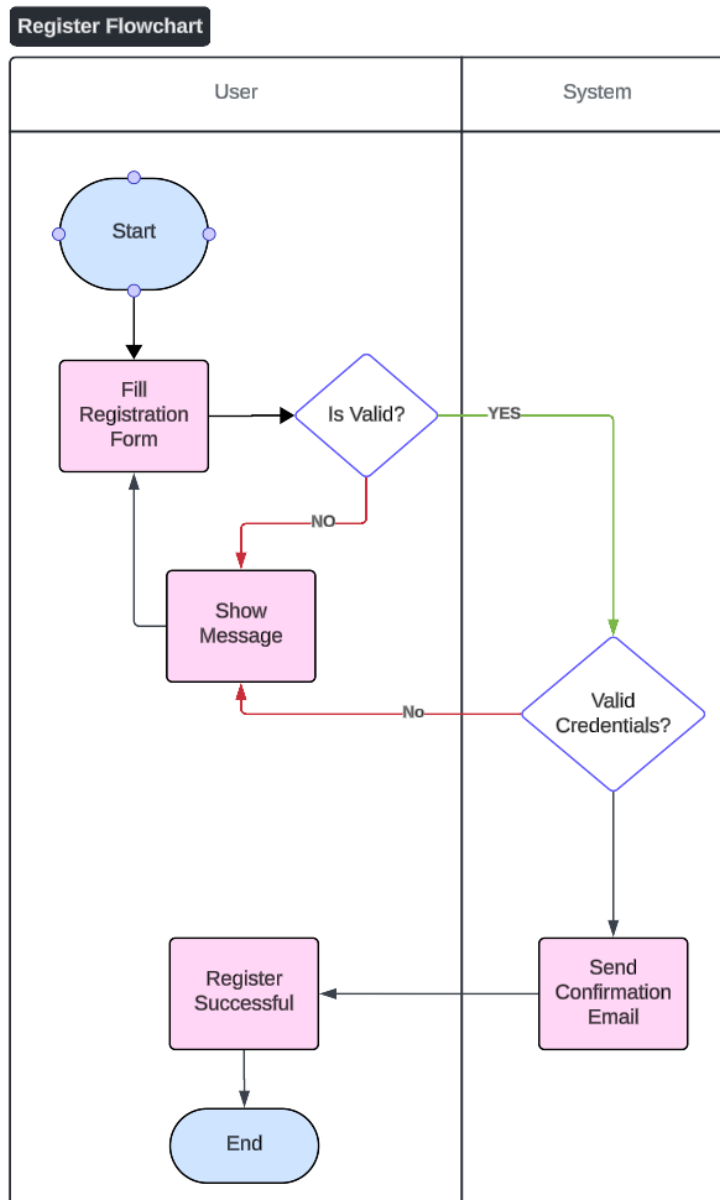 Register Flowchart
User
System
Start
Fill
Registration
Form
Is Valid?
YES
NO
Show
Message
Valid
Credentials?
No
Send
Confirmation
Email
Register
Successful
End